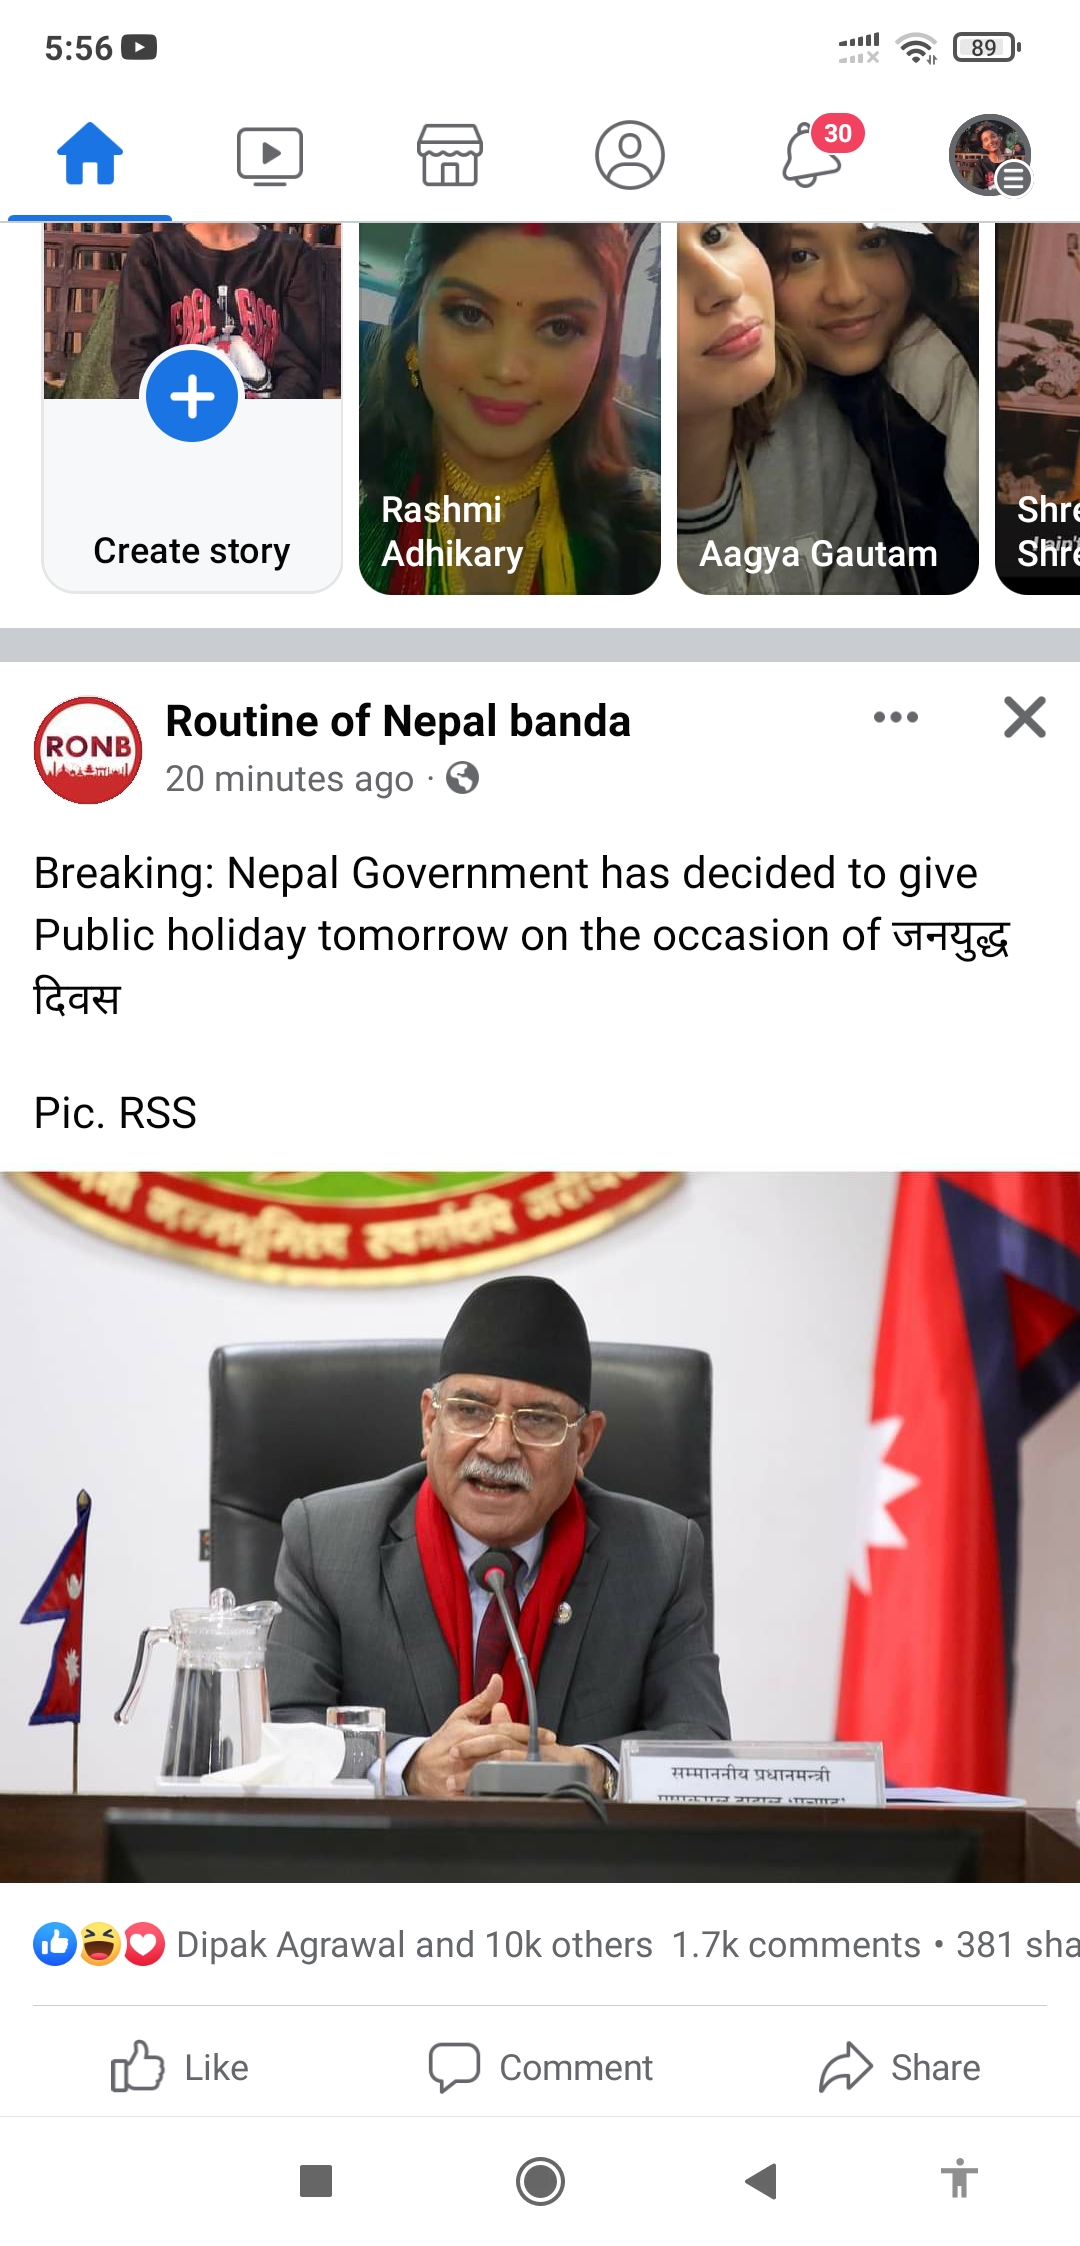 5:56
89
30
Create story
Rashmi
Adhikary
Aagya Gautam
Shre
Shre
Routine of Nepal banda
RONB
20 minutes ago ·
Breaking: Nepal Government has decided to give
Public holiday tomorrow on the occasion of जनयुद्ध
दिवस
Pic. RSS
सम्माननीय प्रधानमन्त्री
Dipak Agrawal and 10k others 1.7k comments • 381 sha
Like Comment Share